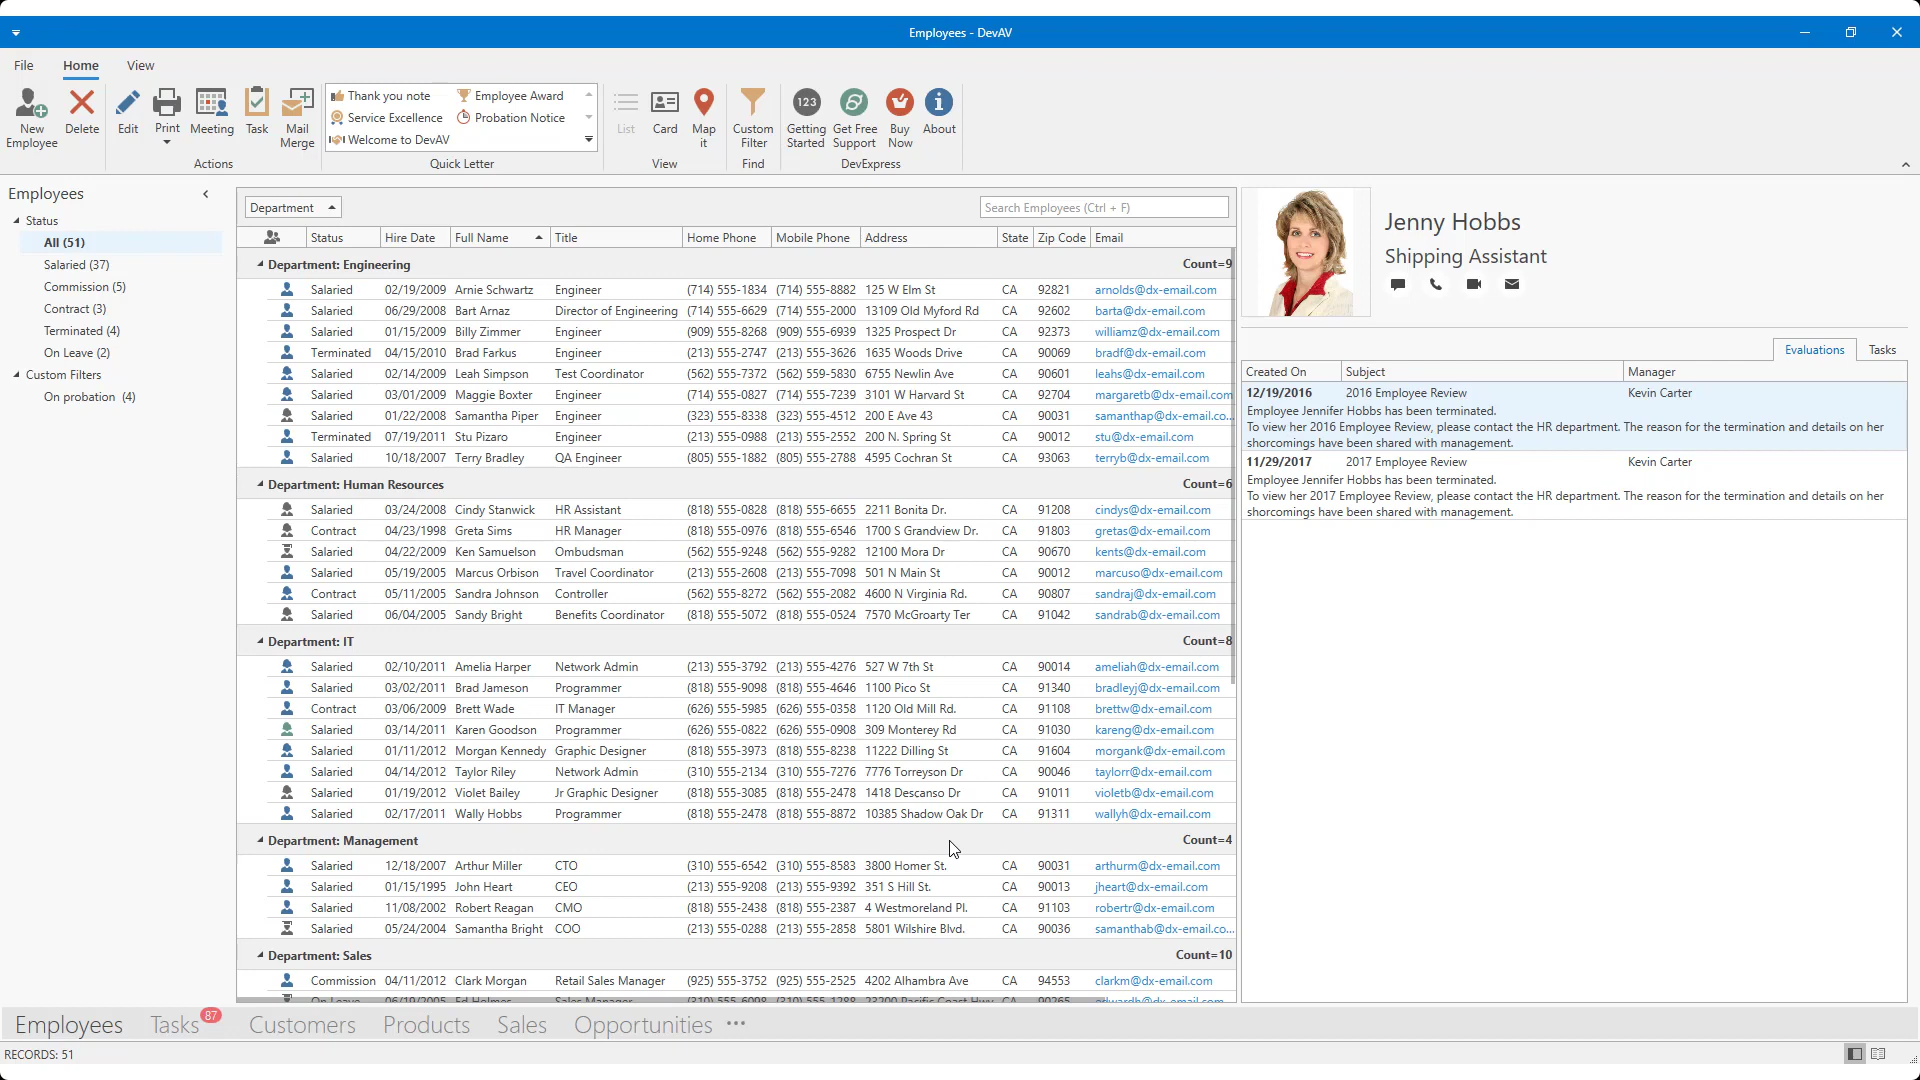 Employees - DevAV
File Home View
New Employee
Delete
Edit
Print
Meeting
Task
Mail Merge
Actions
Thank you note
Employee Award
Service Excellence
Probation Notice
Welcome to DevAV
Quick Letter
List
Card
Map it
View
Custom Filter
Find
123
Getting Started
Get Free Support
Buy Now
About
DevExpress
Employees
Status
All (51)
Salaried (37)
Commission (5)
Contract (3)
Terminated (4)
On Leave (2)
Custom Filters
On probation (4)
Department
Search Employees (Ctrl + F)
Status Hire Date Full Name Title Home Phone Mobile Phone Address State Zip Code Email
Department: Engineering Count=9
Salaried 02/19/2009 Arnie Schwartz Engineer (714) 555-1834 (714) 555-8882 125 W Elm St CA 92821 arnolds@dx-email.com
Salaried 06/29/2008 Bart Arnaz Director of Engineering (714) 555-6629 (714) 555-2000 13109 Old Myford Rd CA 92602 barta@dx-email.com
Salaried 01/15/2009 Billy Zimmer Engineer (909) 555-8268 (909) 555-6939 1325 Prospect Dr CA 92373 williamz@dx-email.com
Terminated 04/15/2010 Brad Farkus Engineer (213) 555-2747 (213) 555-3626 1635 Woods Drive CA 90069 bradf@dx-email.com
Salaried 02/14/2009 Leah Simpson Test Coordinator (562) 555-7372 (562) 559-5830 6755 Newlin Ave CA 90601 leahs@dx-email.com
Salaried 03/01/2009 Maggie Boxter Engineer (714) 555-0827 (714) 555-7239 3101 W Harvard St CA 92704 margaretb@dx-email.com
Salaried 01/22/2008 Samantha Piper Engineer (323) 555-8338 (323) 555-4512 200 E Ave 43 CA 90031 samanthap@dx-email.co...
Terminated 07/19/2011 Stu Pizaro Engineer (213) 555-0988 (213) 555-2552 200 N. Spring St CA 90012 stu@dx-email.com
Salaried 10/18/2007 Terry Bradley QA Engineer (805) 555-1882 (805) 555-2788 4595 Cochran St CA 93063 terryb@dx-email.com
Department: Human Resources Count=6
Salaried 03/24/2008 Cindy Stanwick HR Assistant (818) 555-0828 (818) 555-6655 2211 Bonita Dr. CA 91208 cindys@dx-email.com
Contract 04/23/1998 Greta Sims HR Manager (818) 555-0976 (818) 555-6546 1700 S Grandview Dr. CA 91803 gretas@dx-email.com
Salaried 04/22/2009 Ken Samuelson Ombudsman (562) 555-9248 (562) 555-9282 12100 Mora Dr CA 90670 kents@dx-email.com
Salaried 05/19/2005 Marcus Orbison Travel Coordinator (213) 555-2608 (213) 555-7098 501 N Main St CA 90012 marcuso@dx-email.com
Contract 05/11/2005 Sandra Johnson Controller (562) 555-8272 (562) 555-2082 4600 N Virginia Rd. CA 90807 sandraj@dx-email.com
Salaried 06/04/2005 Sandy Bright Benefits Coordinator (818) 555-5072 (818) 555-0524 7570 McGroarty Ter CA 91042 sandrab@dx-email.com
Department: IT Count=8
Salaried 02/10/2011 Amelia Harper Network Admin (213) 555-3792 (213) 555-4276 527 W 7th St CA 90014 ameliah@dx-email.com
Salaried 03/02/2011 Brad Jameson Programmer (818) 555-9098 (818) 555-4646 1100 Pico St CA 91340 bradleyj@dx-email.com
Contract 03/06/2009 Brett Wade IT Manager (626) 555-5985 (626) 555-0358 1120 Old Mill Rd. CA 91108 brettw@dx-email.com
Salaried 03/14/2011 Karen Goodson Programmer (626) 555-0822 (626) 555-0908 309 Monterey Rd CA 91030 kareng@dx-email.com
Salaried 01/11/2012 Morgan Kennedy Graphic Designer (818) 555-3973 (818) 555-8238 11222 Dilling St CA 91604 morgank@dx-email.com
Salaried 04/14/2012 Taylor Riley Network Admin (310) 555-2134 (310) 555-7276 7776 Torreyson Dr CA 90046 taylorr@dx-email.com
Salaried 01/19/2012 Violet Bailey Jr Graphic Designer (818) 555-3085 (818) 555-2478 1418 Descanso Dr CA 91011 violetb@dx-email.com
Salaried 02/17/2011 Wally Hobbs Programmer (818) 555-2478 (818) 555-8872 10385 Shadow Oak Dr CA 91311 wallyh@dx-email.com
Department: Management Count=4
Salaried 12/18/2007 Arthur Miller CTO (310) 555-6542 (310) 555-8583 3800 Homer St. CA 90031 arthurm@dx-email.com
Salaried 01/15/1995 John Heart CEO (213) 555-9208 (213) 555-9392 351 S Hill St. CA 90013 jheart@dx-email.com
Salaried 11/08/2002 Robert Reagan CMO (818) 555-2438 (818) 555-2387 4 Westmoreland Pl. CA 91103 robertr@dx-email.com
Salaried 05/24/2004 Samantha Bright COO (213) 555-0288 (213) 555-2858 5801 Wilshire Blvd. CA 90036 samanthab@dx-email.co...
Department: Sales Count=10
Commission 04/11/2012 Clark Morgan Retail Sales Manager (925) 555-3752 (925) 555-2525 4202 Alhambra Ave CA 94553 clarkm@dx-email.com
Jenny Hobbs
Shipping Assistant
Evaluations Tasks
Created On Subject Manager
12/19/2016 2016 Employee Review Kevin Carter
Employee Jennifer Hobbs has been terminated.
To view her 2016 Employee Review, please contact the HR department. The reason for the termination and details on her
shorcomings have been shared with management.
11/29/2017 2017 Employee Review Kevin Carter
Employee Jennifer Hobbs has been terminated.
To view her 2017 Employee Review, please contact the HR department. The reason for the termination and details on her
shorcomings have been shared with management.
Employees Tasks 87 Customers Products Sales Opportunities ...
RECORDS: 51